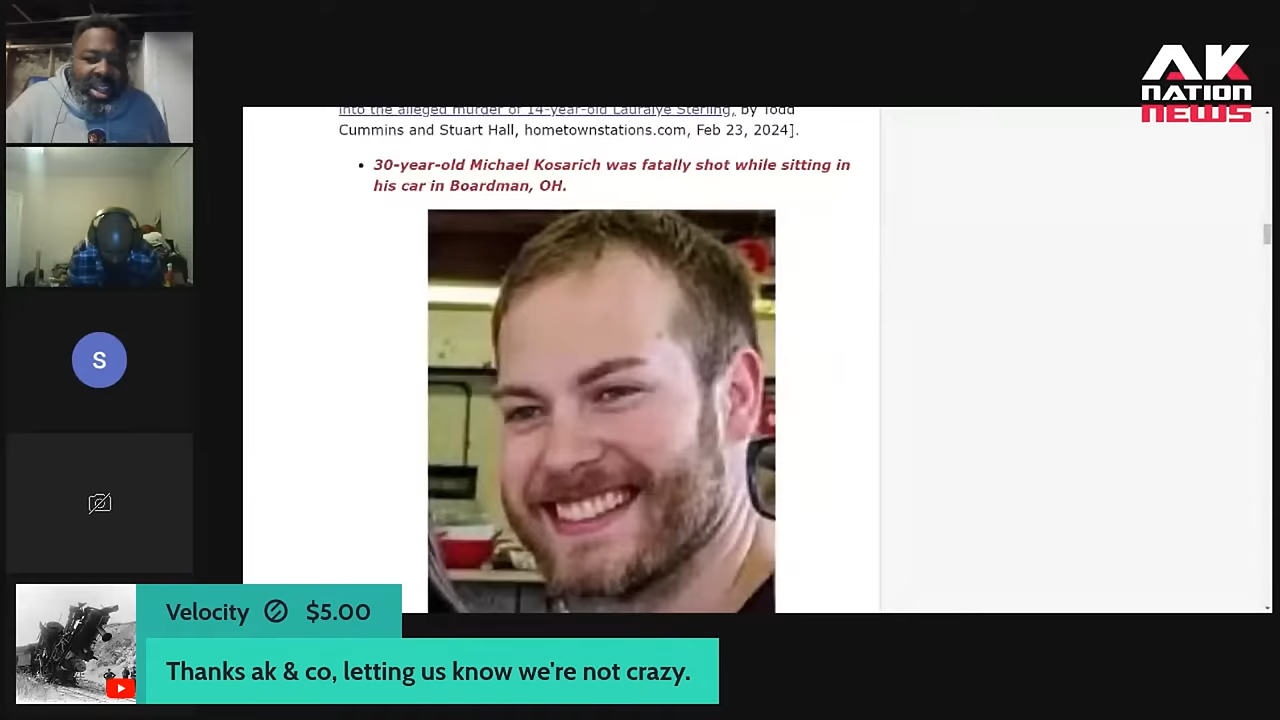 AK
NATION
NEWS
into the alleged murder of 14-year-old Lauralye Sterling, by Todd
Cummins and Stuart Hall, hometownstations.com, Feb 23, 2024].
• 30-year-old Michael Kosarich was fatally shot while sitting in
his car in Boardman, OH.
S
Velocity $5.00
Thanks ak & co, letting us know we're not crazy.